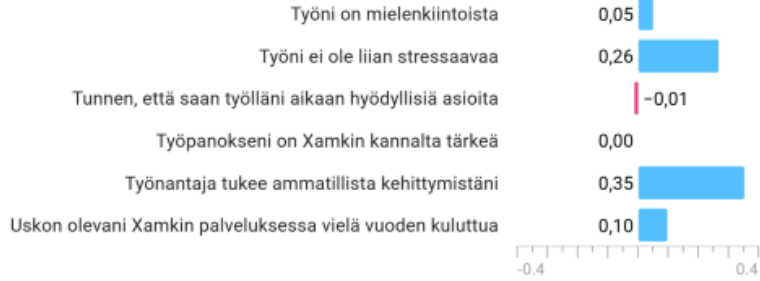 Työni on mielenkiintoista 0,05
Työni ei ole liian stressaavaa 0,26
Tunnen, että saan työlläni aikaan hyödyllisiä asioita −0,01
Työpanokseni on Xamkin kannalta tärkeä 0,00
Työnantaja tukee ammatillista kehittymistäni 0,35
Uskon olevani Xamkin palveluksessa vielä vuoden kuluttua 0,10
-0.4 0.4